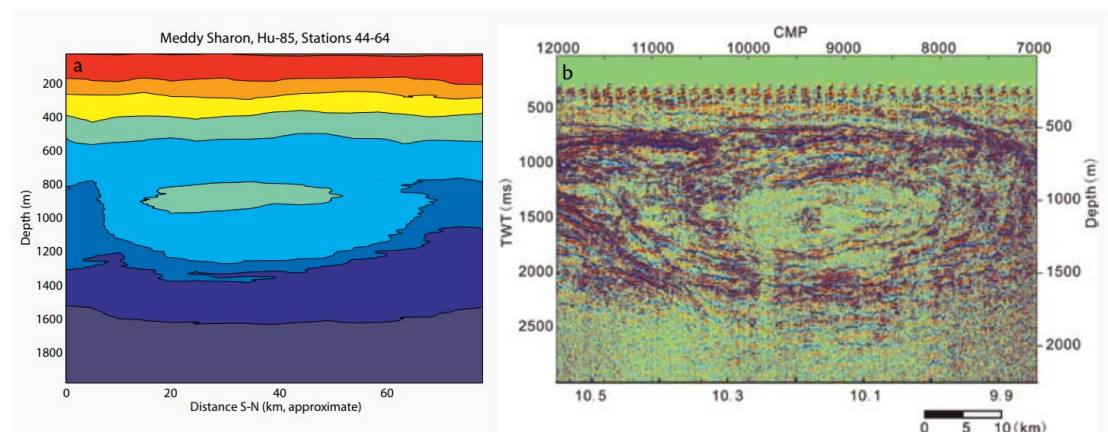 Meddy Sharon, Hu-85, Stations 44-64
a
Depth (m)
200
400
600
800
1000
1200
1400
1600
1800
0 20 40 60
Distance S-N (km, approximate)
CMP
12000 11000 10000 9000 8000 7000
b
TWT (ms)
500
1000
1500
2000
2500
Depth (m)
500
1000
1500
2000
10.5 10.3 10.1 9.9
0 5 10 (km)